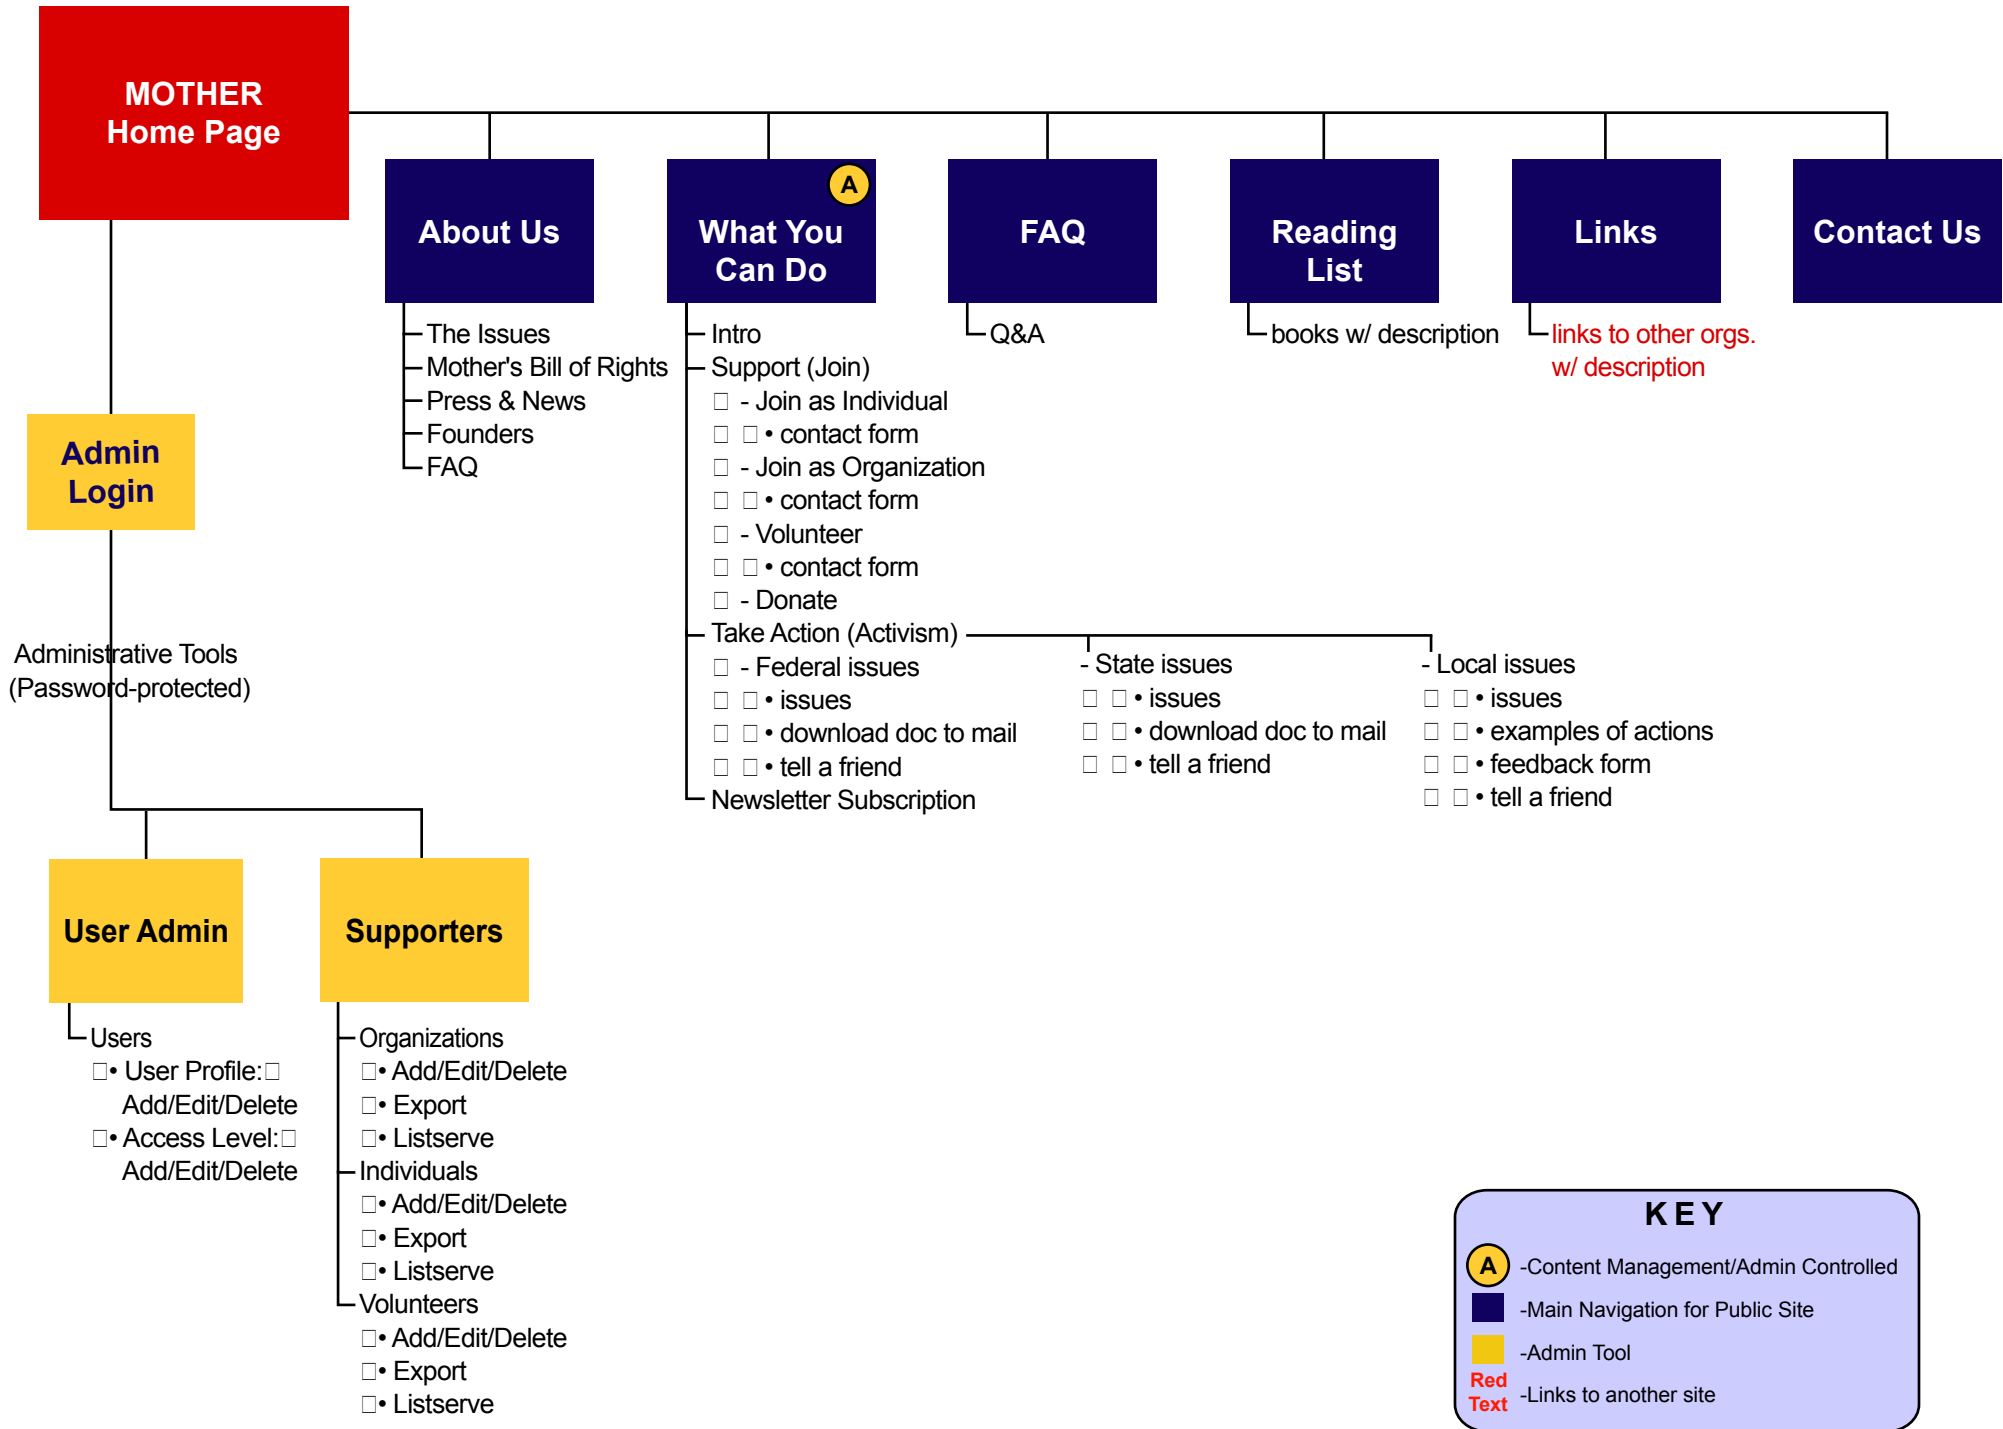 MOTHER
Home Page
About Us
A
What You
Can Do
FAQ
Reading
List
Links
Contact Us
The Issues
Mother's Bill of Rights
Press & News
Founders
FAQ
Intro
Support (Join)
- Join as Individual
• contact form
- Join as Organization
• contact form
- Volunteer
• contact form
- Donate
Take Action (Activism)
- Federal issues
• issues
• download doc to mail
• tell a friend
Newsletter Subscription
- State issues
• issues
• download doc to mail
• tell a friend
- Local issues
• issues
• examples of actions
• feedback form
• tell a friend
Q&A
books w/ description
links to other orgs.
w/ description
Admin
Login
Administrative Tools
(Password-protected)
User Admin
Supporters
Users
• User Profile:
Add/Edit/Delete
• Access Level:
Add/Edit/Delete
Organizations
• Add/Edit/Delete
• Export
• Listserve
Individuals
• Add/Edit/Delete
• Export
• Listserve
Volunteers
• Add/Edit/Delete
• Export
• Listserve
KEY
A -Content Management/Admin Controlled
-Main Navigation for Public Site
-Admin Tool
Red
Text -Links to another site